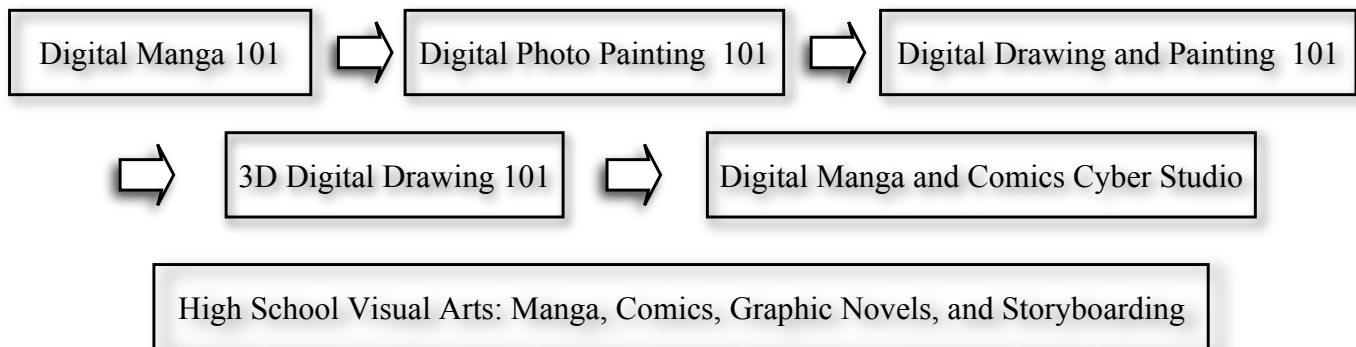 Digital Manga 101
Digital Photo Painting 101
Digital Drawing and Painting 101
3D Digital Drawing 101
Digital Manga and Comics Cyber Studio
High School Visual Arts: Manga, Comics, Graphic Novels, and Storyboarding